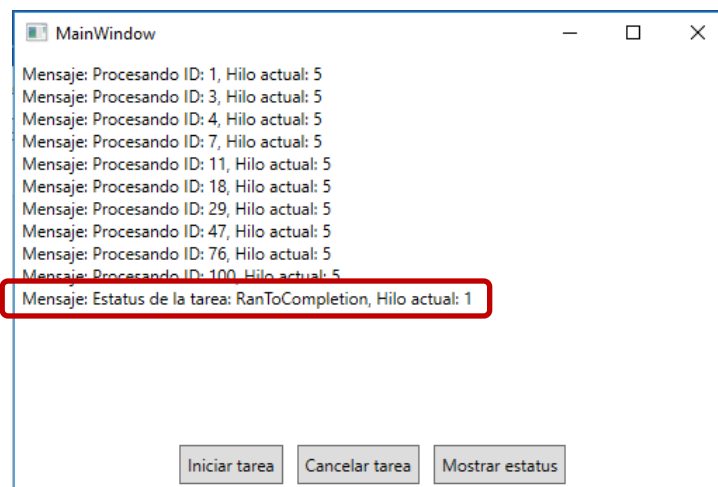 MainWindow
Mensaje: Procesando ID: 1, Hilo actual: 5
Mensaje: Procesando ID: 3, Hilo actual: 5
Mensaje: Procesando ID: 4, Hilo actual: 5
Mensaje: Procesando ID: 7, Hilo actual: 5
Mensaje: Procesando ID: 11, Hilo actual: 5
Mensaje: Procesando ID: 18, Hilo actual: 5
Mensaje: Procesando ID: 29, Hilo actual: 5
Mensaje: Procesando ID: 47, Hilo actual: 5
Mensaje: Procesando ID: 76, Hilo actual: 5
Mensaje: Procesando ID: 100, Hilo actual: 5
Mensaje: Estatus de la tarea: RanToCompletion, Hilo actual: 1
Iniciar tarea Cancelar tarea Mostrar estatus